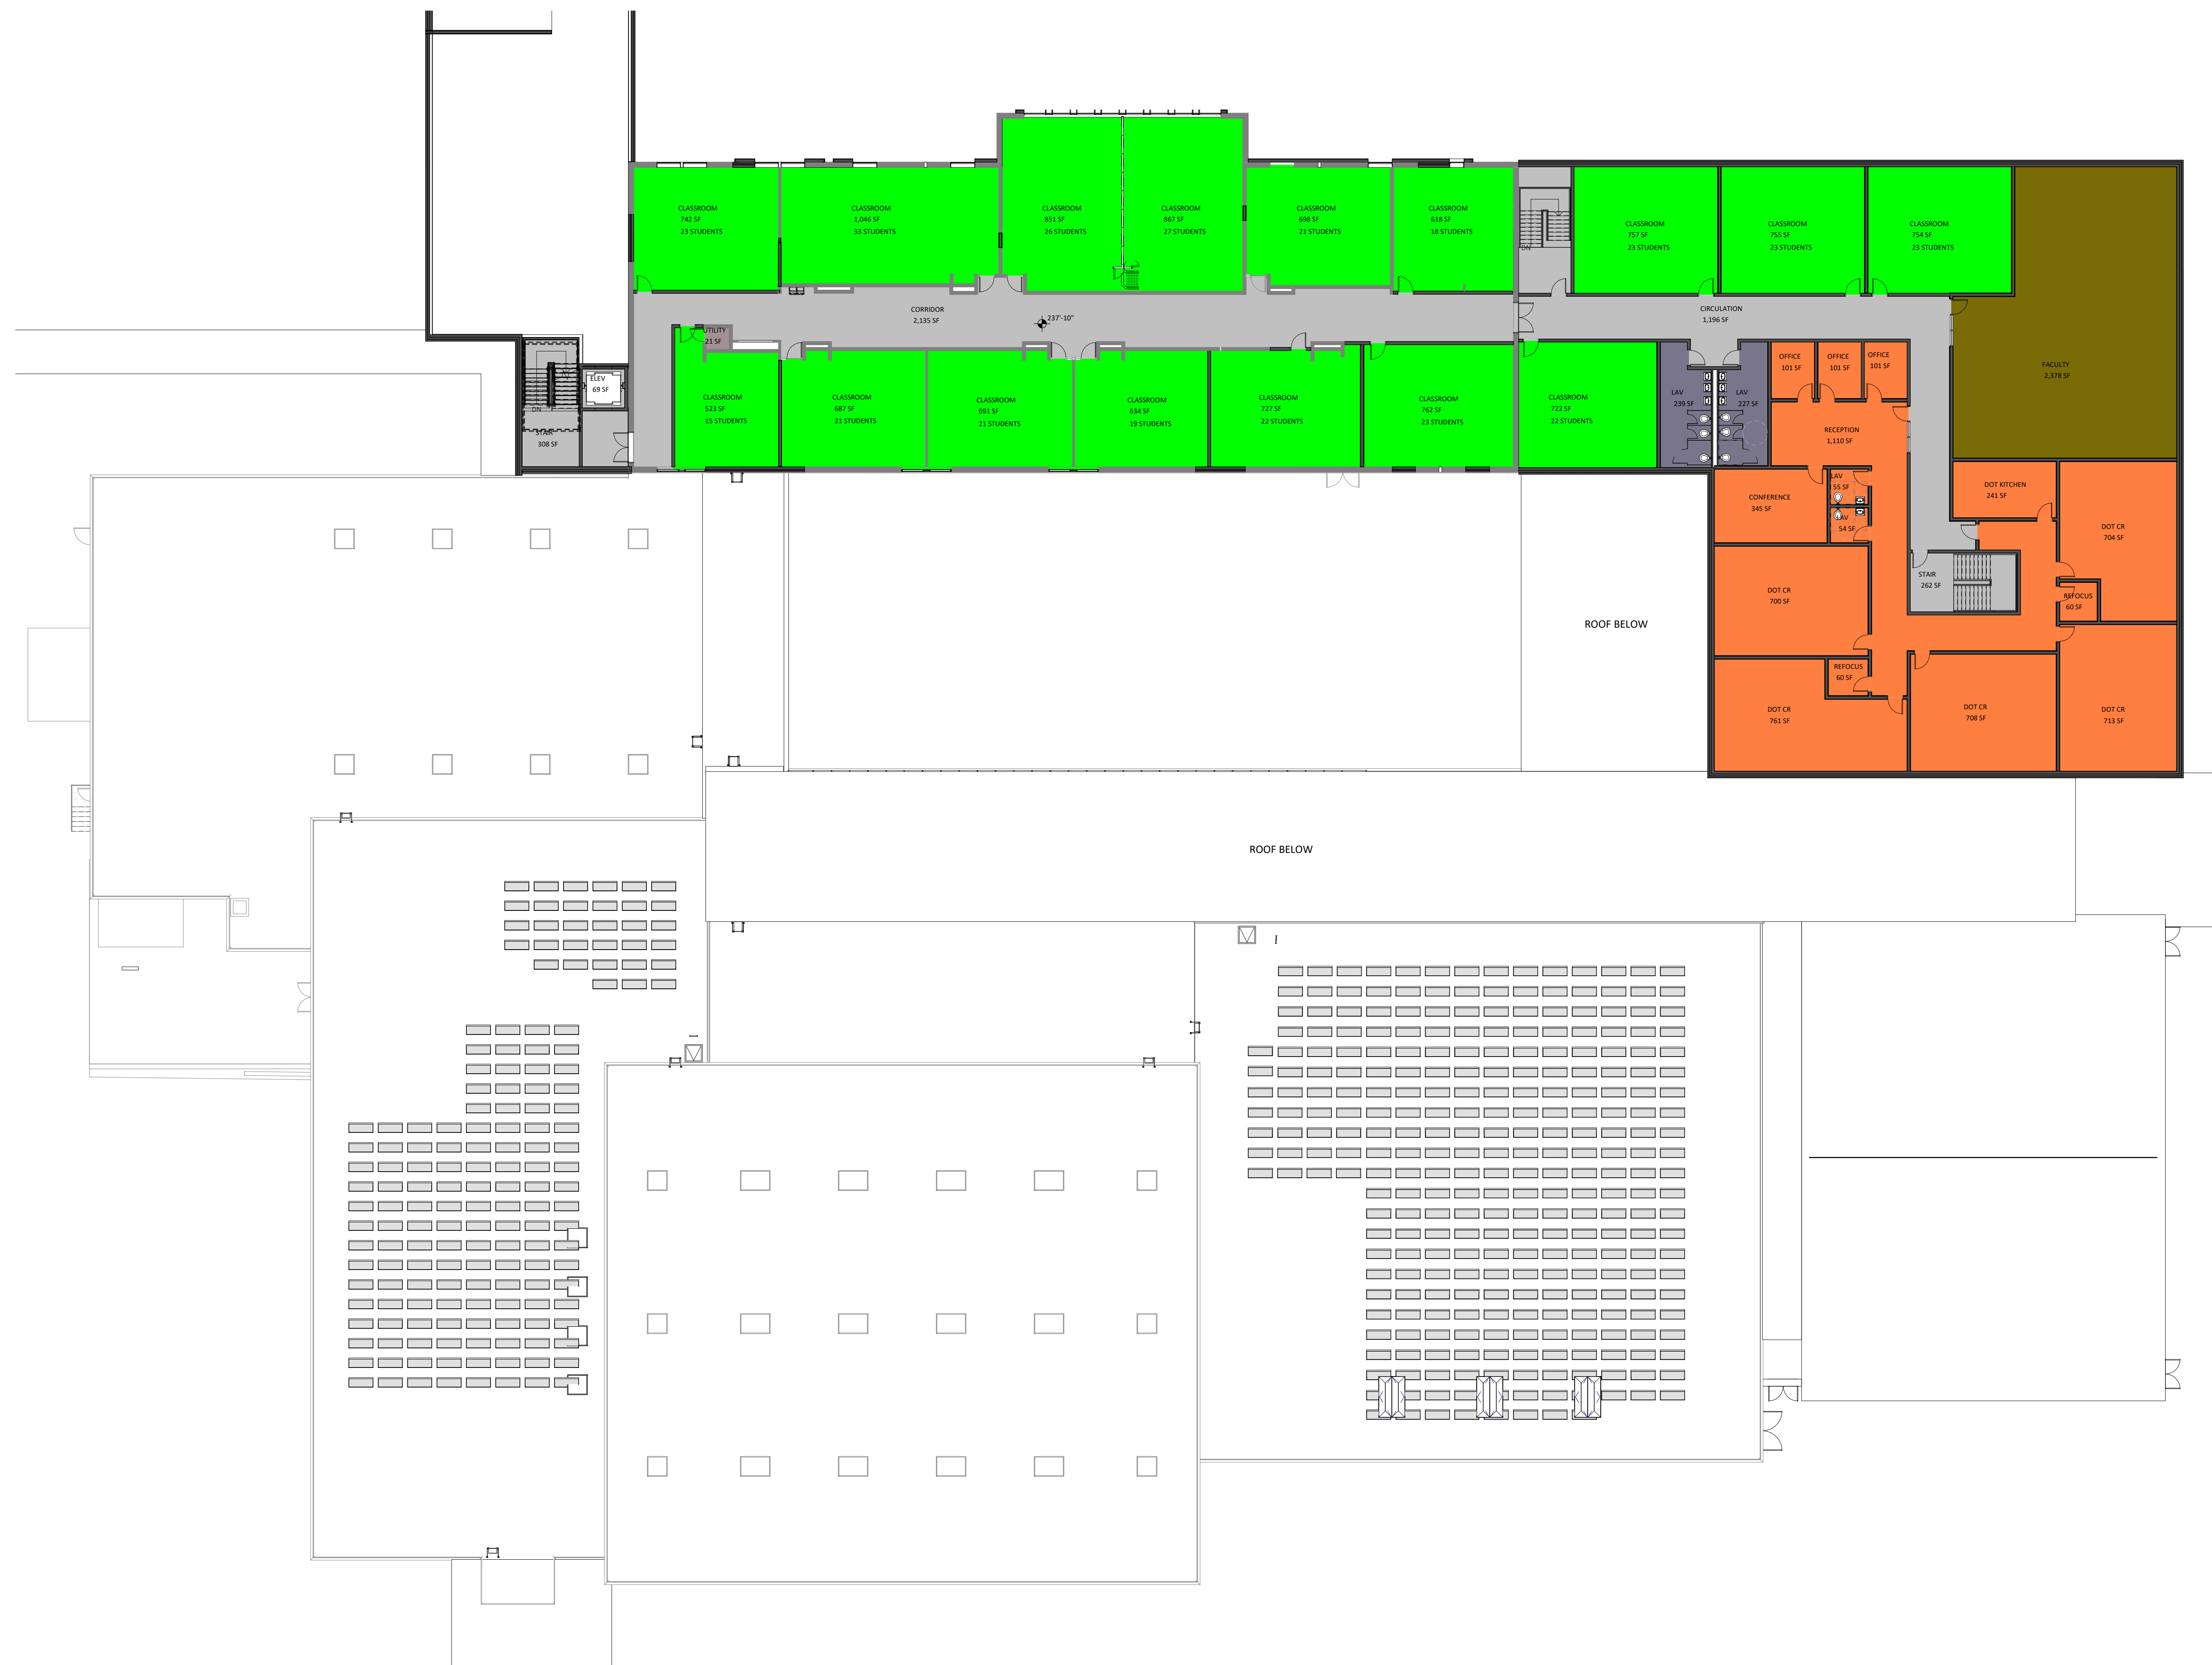 CLASSROOM
742 SF
23 STUDENTS
CLASSROOM
1,046 SF
33 STUDENTS
CLASSROOM
851 SF
26 STUDENTS
CLASSROOM
867 SF
27 STUDENTS
CLASSROOM
698 SF
21 STUDENTS
CLASSROOM
618 SF
18 STUDENTS
DN
CLASSROOM
757 SF
23 STUDENTS
CLASSROOM
755 SF
23 STUDENTS
CLASSROOM
754 SF
23 STUDENTS
CORRIDOR
2,135 SF
237'-10"
CIRCULATION
1,196 SF
UTILITY
21 SF
ELEV
69 SF
DN
STAIR
308 SF
CLASSROOM
523 SF
15 STUDENTS
CLASSROOM
687 SF
21 STUDENTS
CLASSROOM
691 SF
21 STUDENTS
CLASSROOM
634 SF
19 STUDENTS
CLASSROOM
727 SF
22 STUDENTS
CLASSROOM
762 SF
23 STUDENTS
CLASSROOM
722 SF
22 STUDENTS
LAV
239 SF
LAV
227 SF
OFFICE
101 SF
OFFICE
101 SF
OFFICE
101 SF
FACULTY
2,378 SF
RECEPTION
1,110 SF
CONFERENCE
345 SF
LAV
55 SF
LAV
54 SF
DOT KITCHEN
241 SF
DOT CR
704 SF
STAIR
262 SF
DOT CR
700 SF
REFOCUS
60 SF
ROOF BELOW
REFOCUS
60 SF
DOT CR
761 SF
DOT CR
708 SF
DOT CR
713 SF
ROOF BELOW